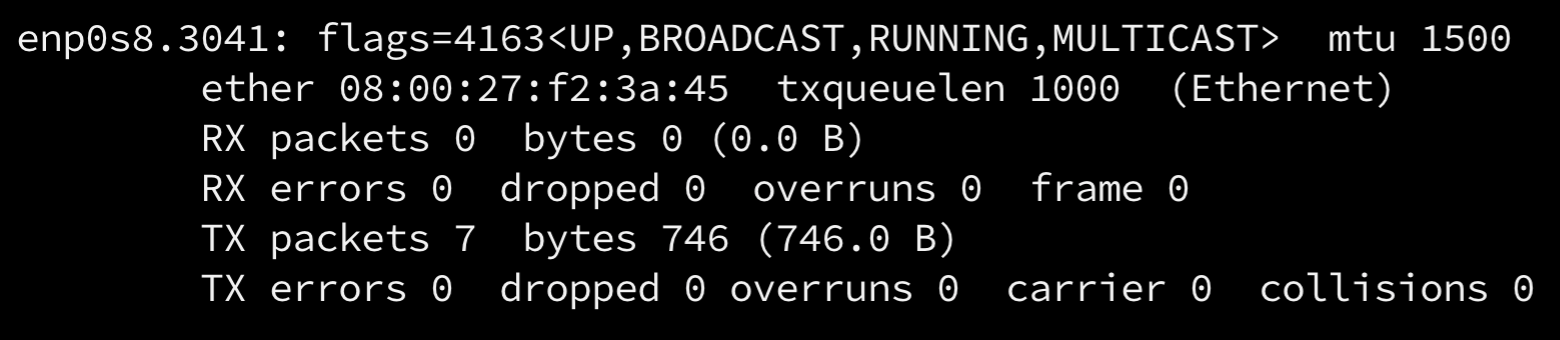 enp0s8.3041: flags=4163<UP,BROADCAST,RUNNING,MULTICAST>  mtu 1500
        ether 08:00:27:f2:3a:45  txqueuelen 1000  (Ethernet)
        RX packets 0  bytes 0 (0.0 B)
        RX errors 0  dropped 0  overruns 0  frame 0
        TX packets 7  bytes 746 (746.0 B)
        TX errors 0  dropped 0 overruns 0  carrier 0  collisions 0